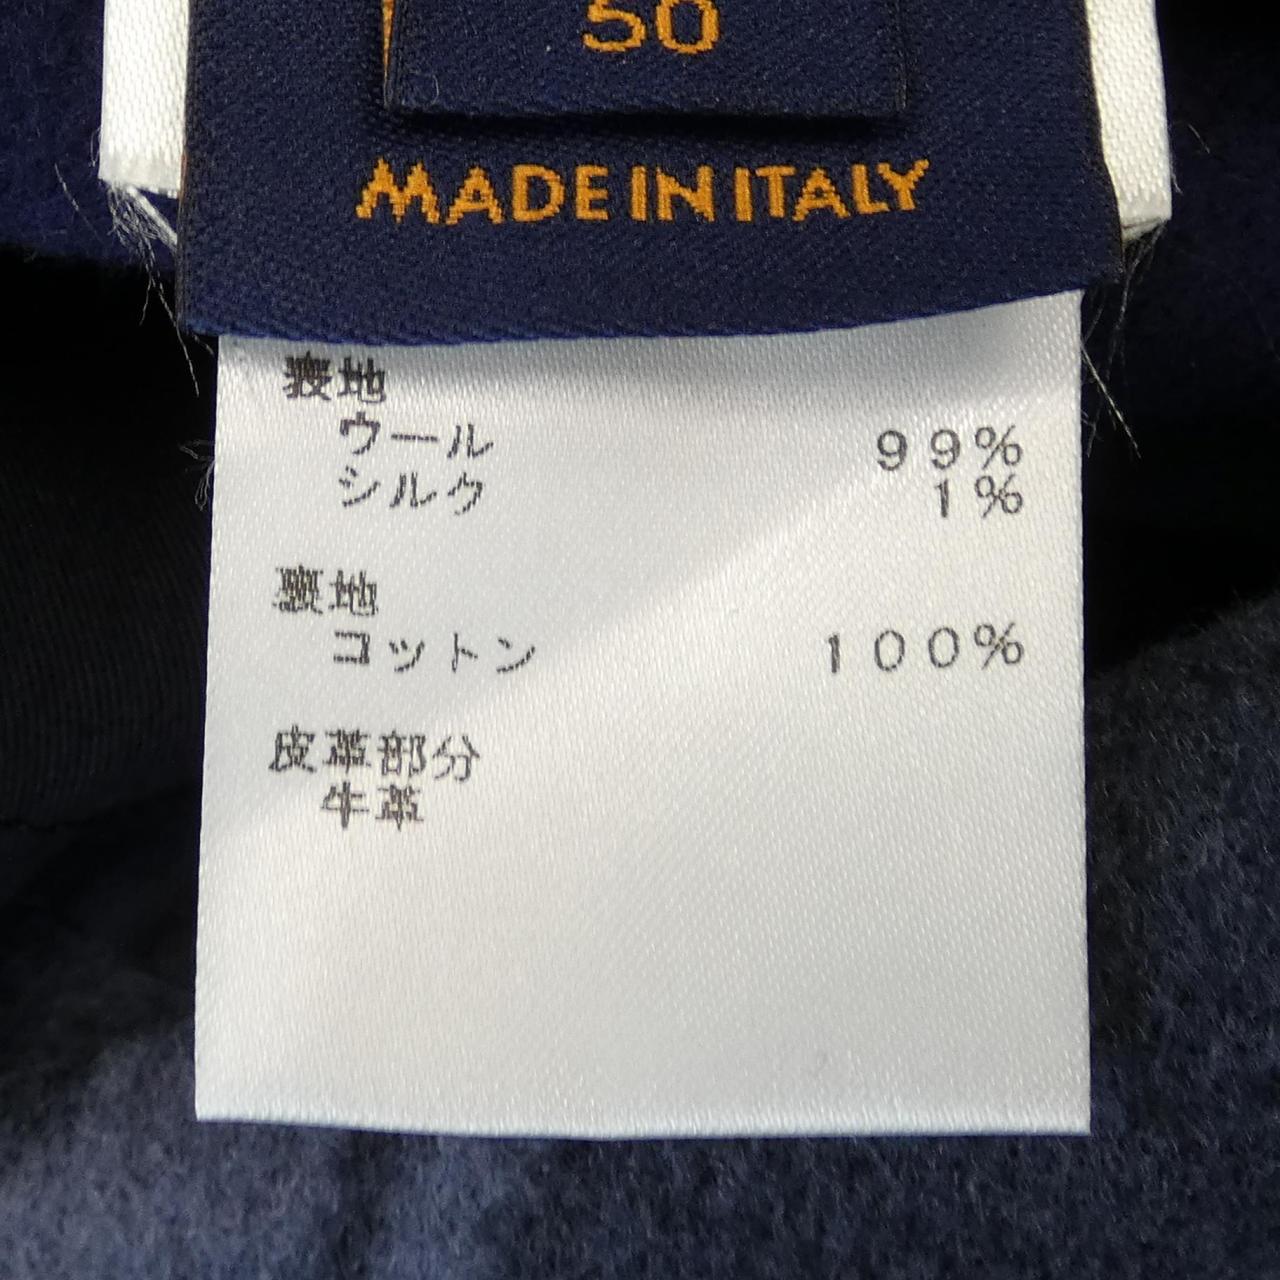 50
MADE IN ITALY
表地
ウール 99%
シルク 1%
裏地
コットン 100%
皮革部分
牛革